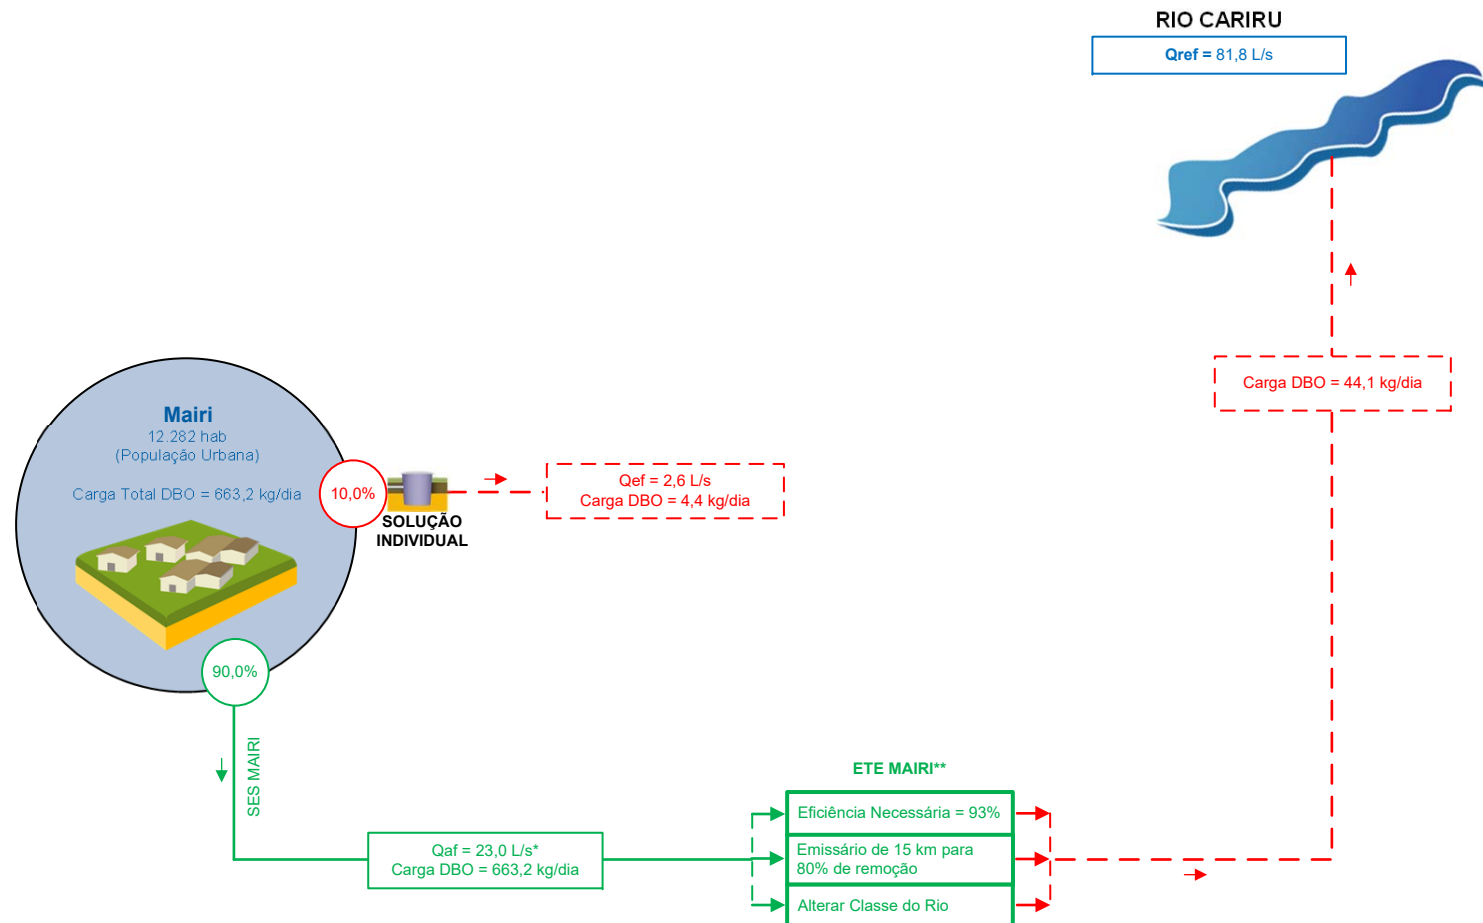 RIO CARIRU
Qref = 81,8 L/s
Carga DBO = 44,1 kg/dia
Mairi
12.282 hab
(População Urbana)
Carga Total DBO = 663,2 kg/dia
10,0%
SOLUÇÃO
INDIVIDUAL
Qef = 2,6 L/s
Carga DBO = 4,4 kg/dia
90,0%
SES MAIRI
Qaf = 23,0 L/s*
Carga DBO = 663,2 kg/dia
ETE MAIRI**
Eficiência Necessária = 93%
Emissário de 15 km para
80% de remoção
Alterar Classe do Rio